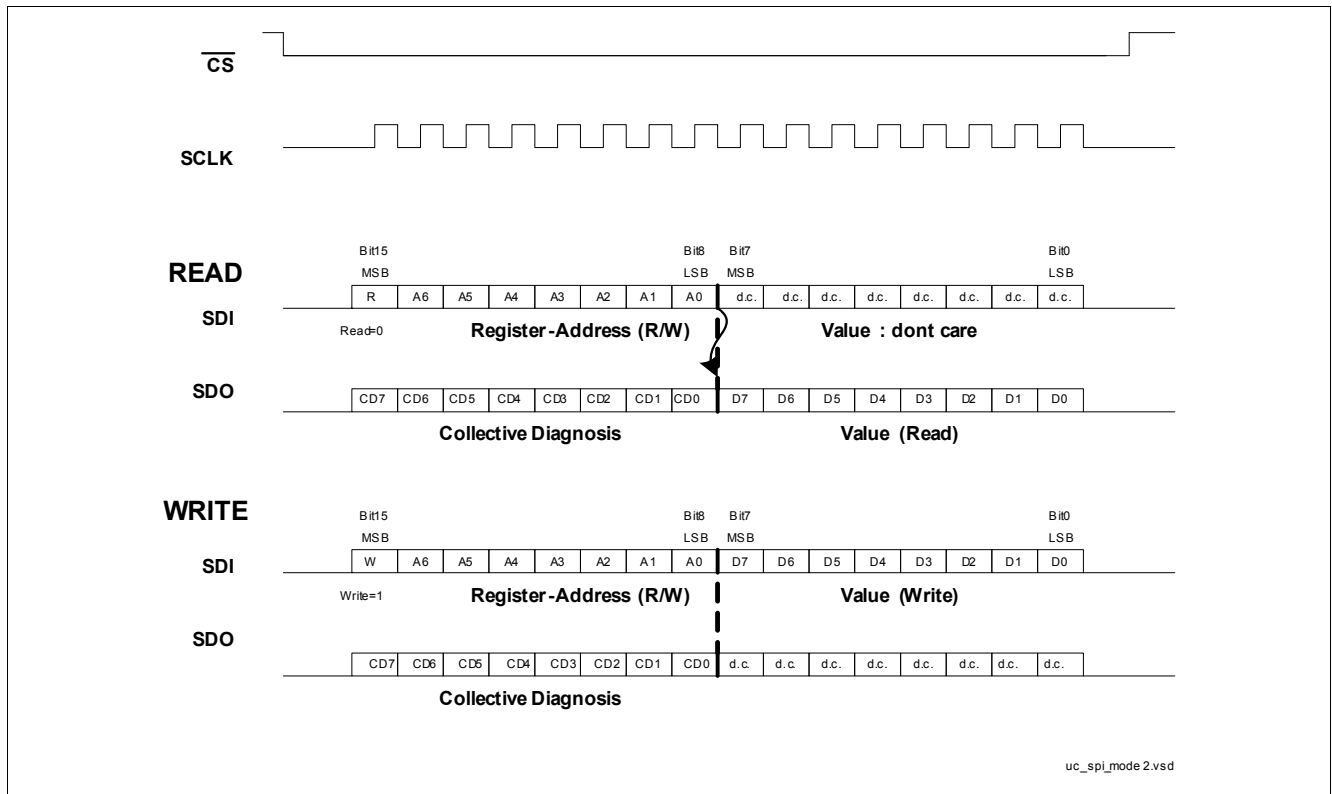 CS
SCLK
Bit15 Bit8 Bit7 Bit0
READ MSB LSB MSB LSB
R A6 A5 A4 A3 A2 A1 A0 d.c. d.c. d.c. d.c. d.c. d.c. d.c. d.c.
SDI
Read=0 Register-Address (R/W) Value : dont care
SDO
CD7 CD6 CD5 CD4 CD3 CD2 CD1 CD0 D7 D6 D5 D4 D3 D2 D1 D0
Collective Diagnosis Value (Read)
WRITE
Bit15 Bit8 Bit7 Bit0
MSB LSB MSB LSB
SDI W A6 A5 A4 A3 A2 A1 A0 D7 D6 D5 D4 D3 D2 D1 D0
Write=1 Register-Address (R/W) Value (Write)
SDO
CD7 CD6 CD5 CD4 CD3 CD2 CD1 CD0 d.c. d.c. d.c. d.c. d.c. d.c. d.c. d.c.
Collective Diagnosis
uc_spi_mode 2.vsd